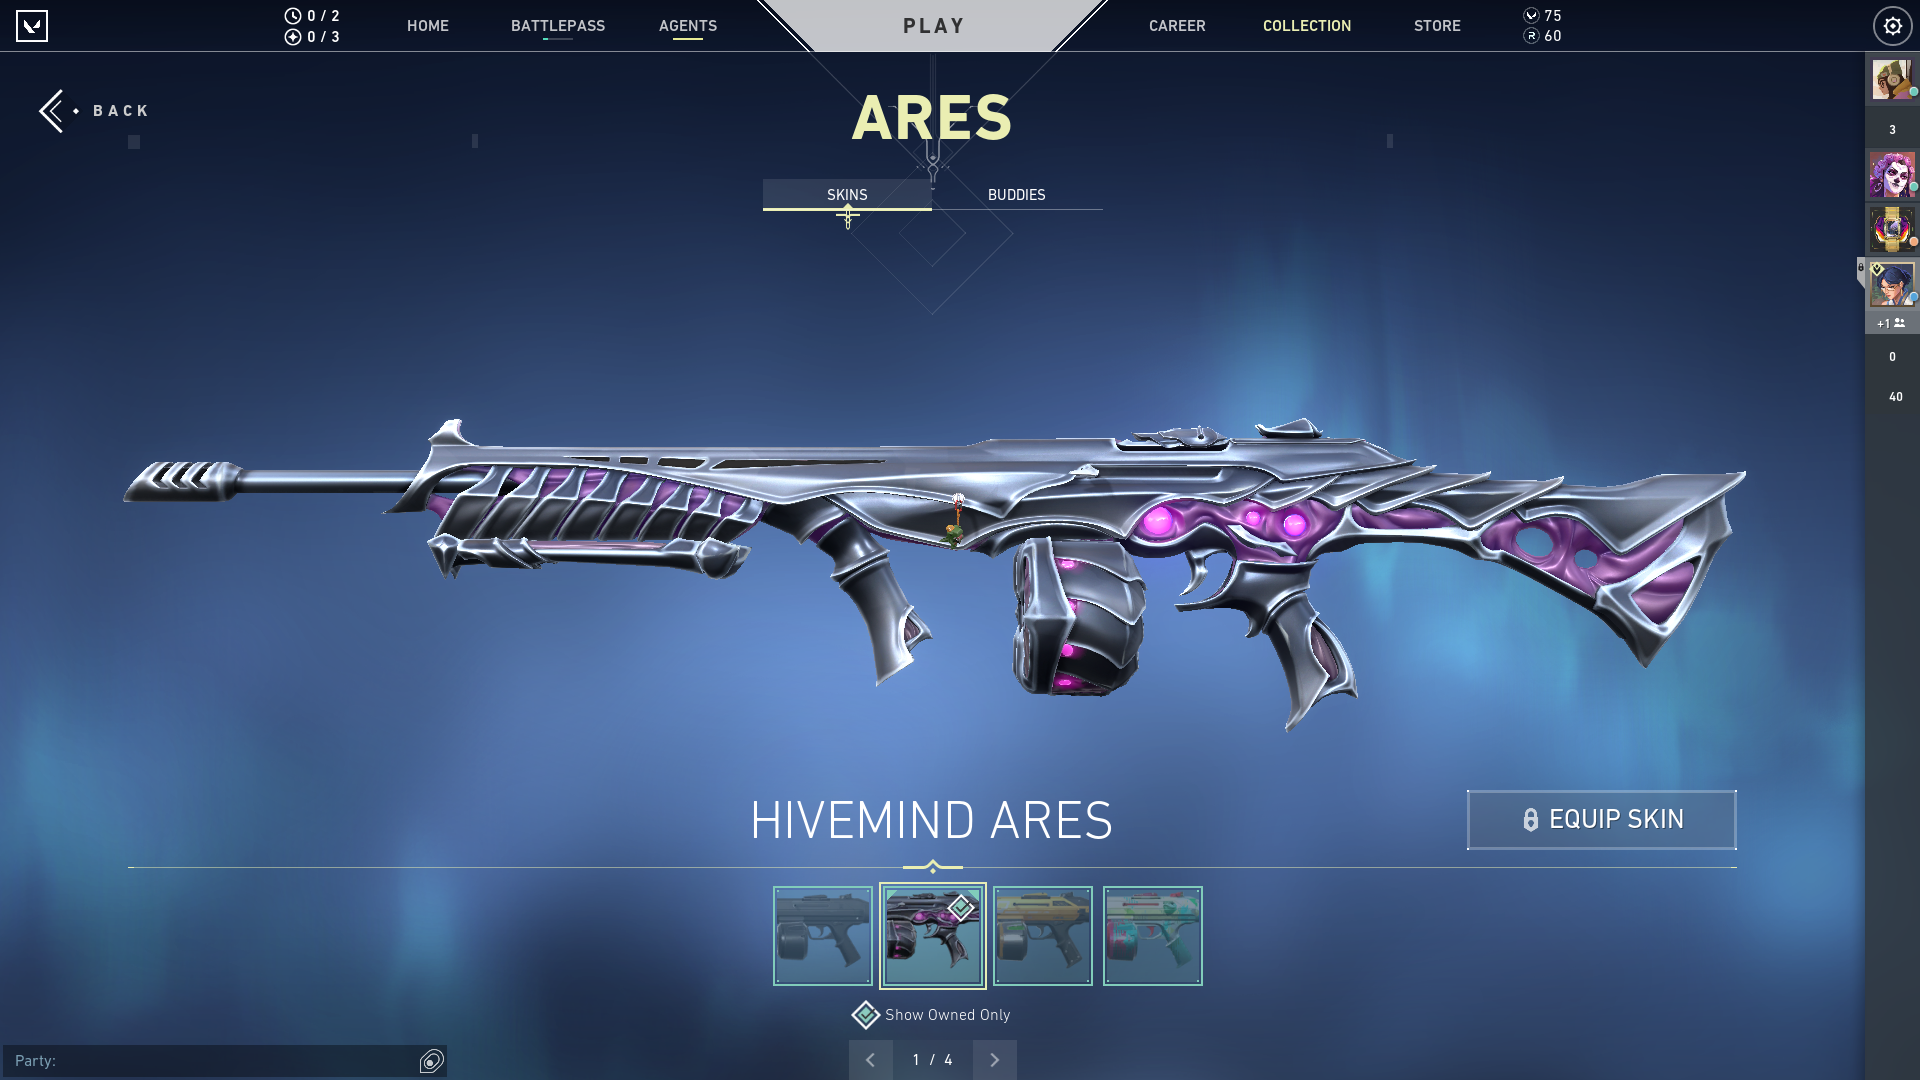 0 / 2
0 / 3
HOME
BATTLEPASS
AGENTS
PLAY
CAREER
COLLECTION
STORE
75
R 60
BACK
ARES
SKINS
BUDDIES
3
+1
0
40
HIVEMIND ARES
EQUIP SKIN
Show Owned Only
Party:
1 / 4